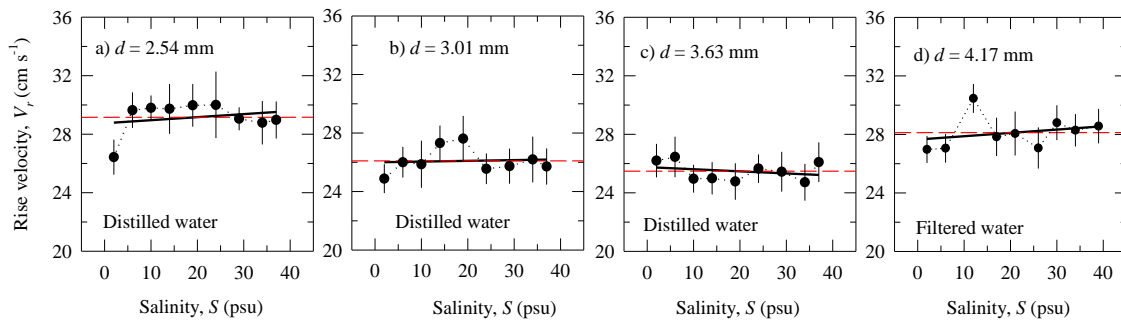 a) d = 2.54 mm
b) d = 3.01 mm
c) d = 3.63 mm
d) d = 4.17 mm
Rise velocity, Vr (cm s-1)
36
32
28
24
20
36
32
28
24
20
36
32
28
24
20
36
32
28
24
20
Distilled water
Distilled water
Distilled water
Filtered water
0 10 20 30 40
0 10 20 30 40
0 10 20 30 40
0 10 20 30 40
Salinity, S (psu)
Salinity, S (psu)
Salinity, S (psu)
Salinity, S (psu)